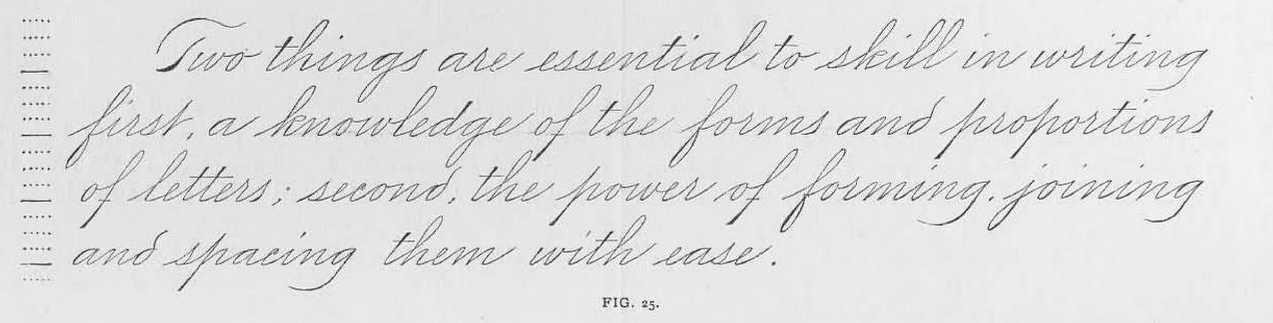 Two things are essential to skill in writing
first, a knowledge of the forms and proportions
of letters; second, the power of forming, joining
and spacing them with ease.
FIG. 25.